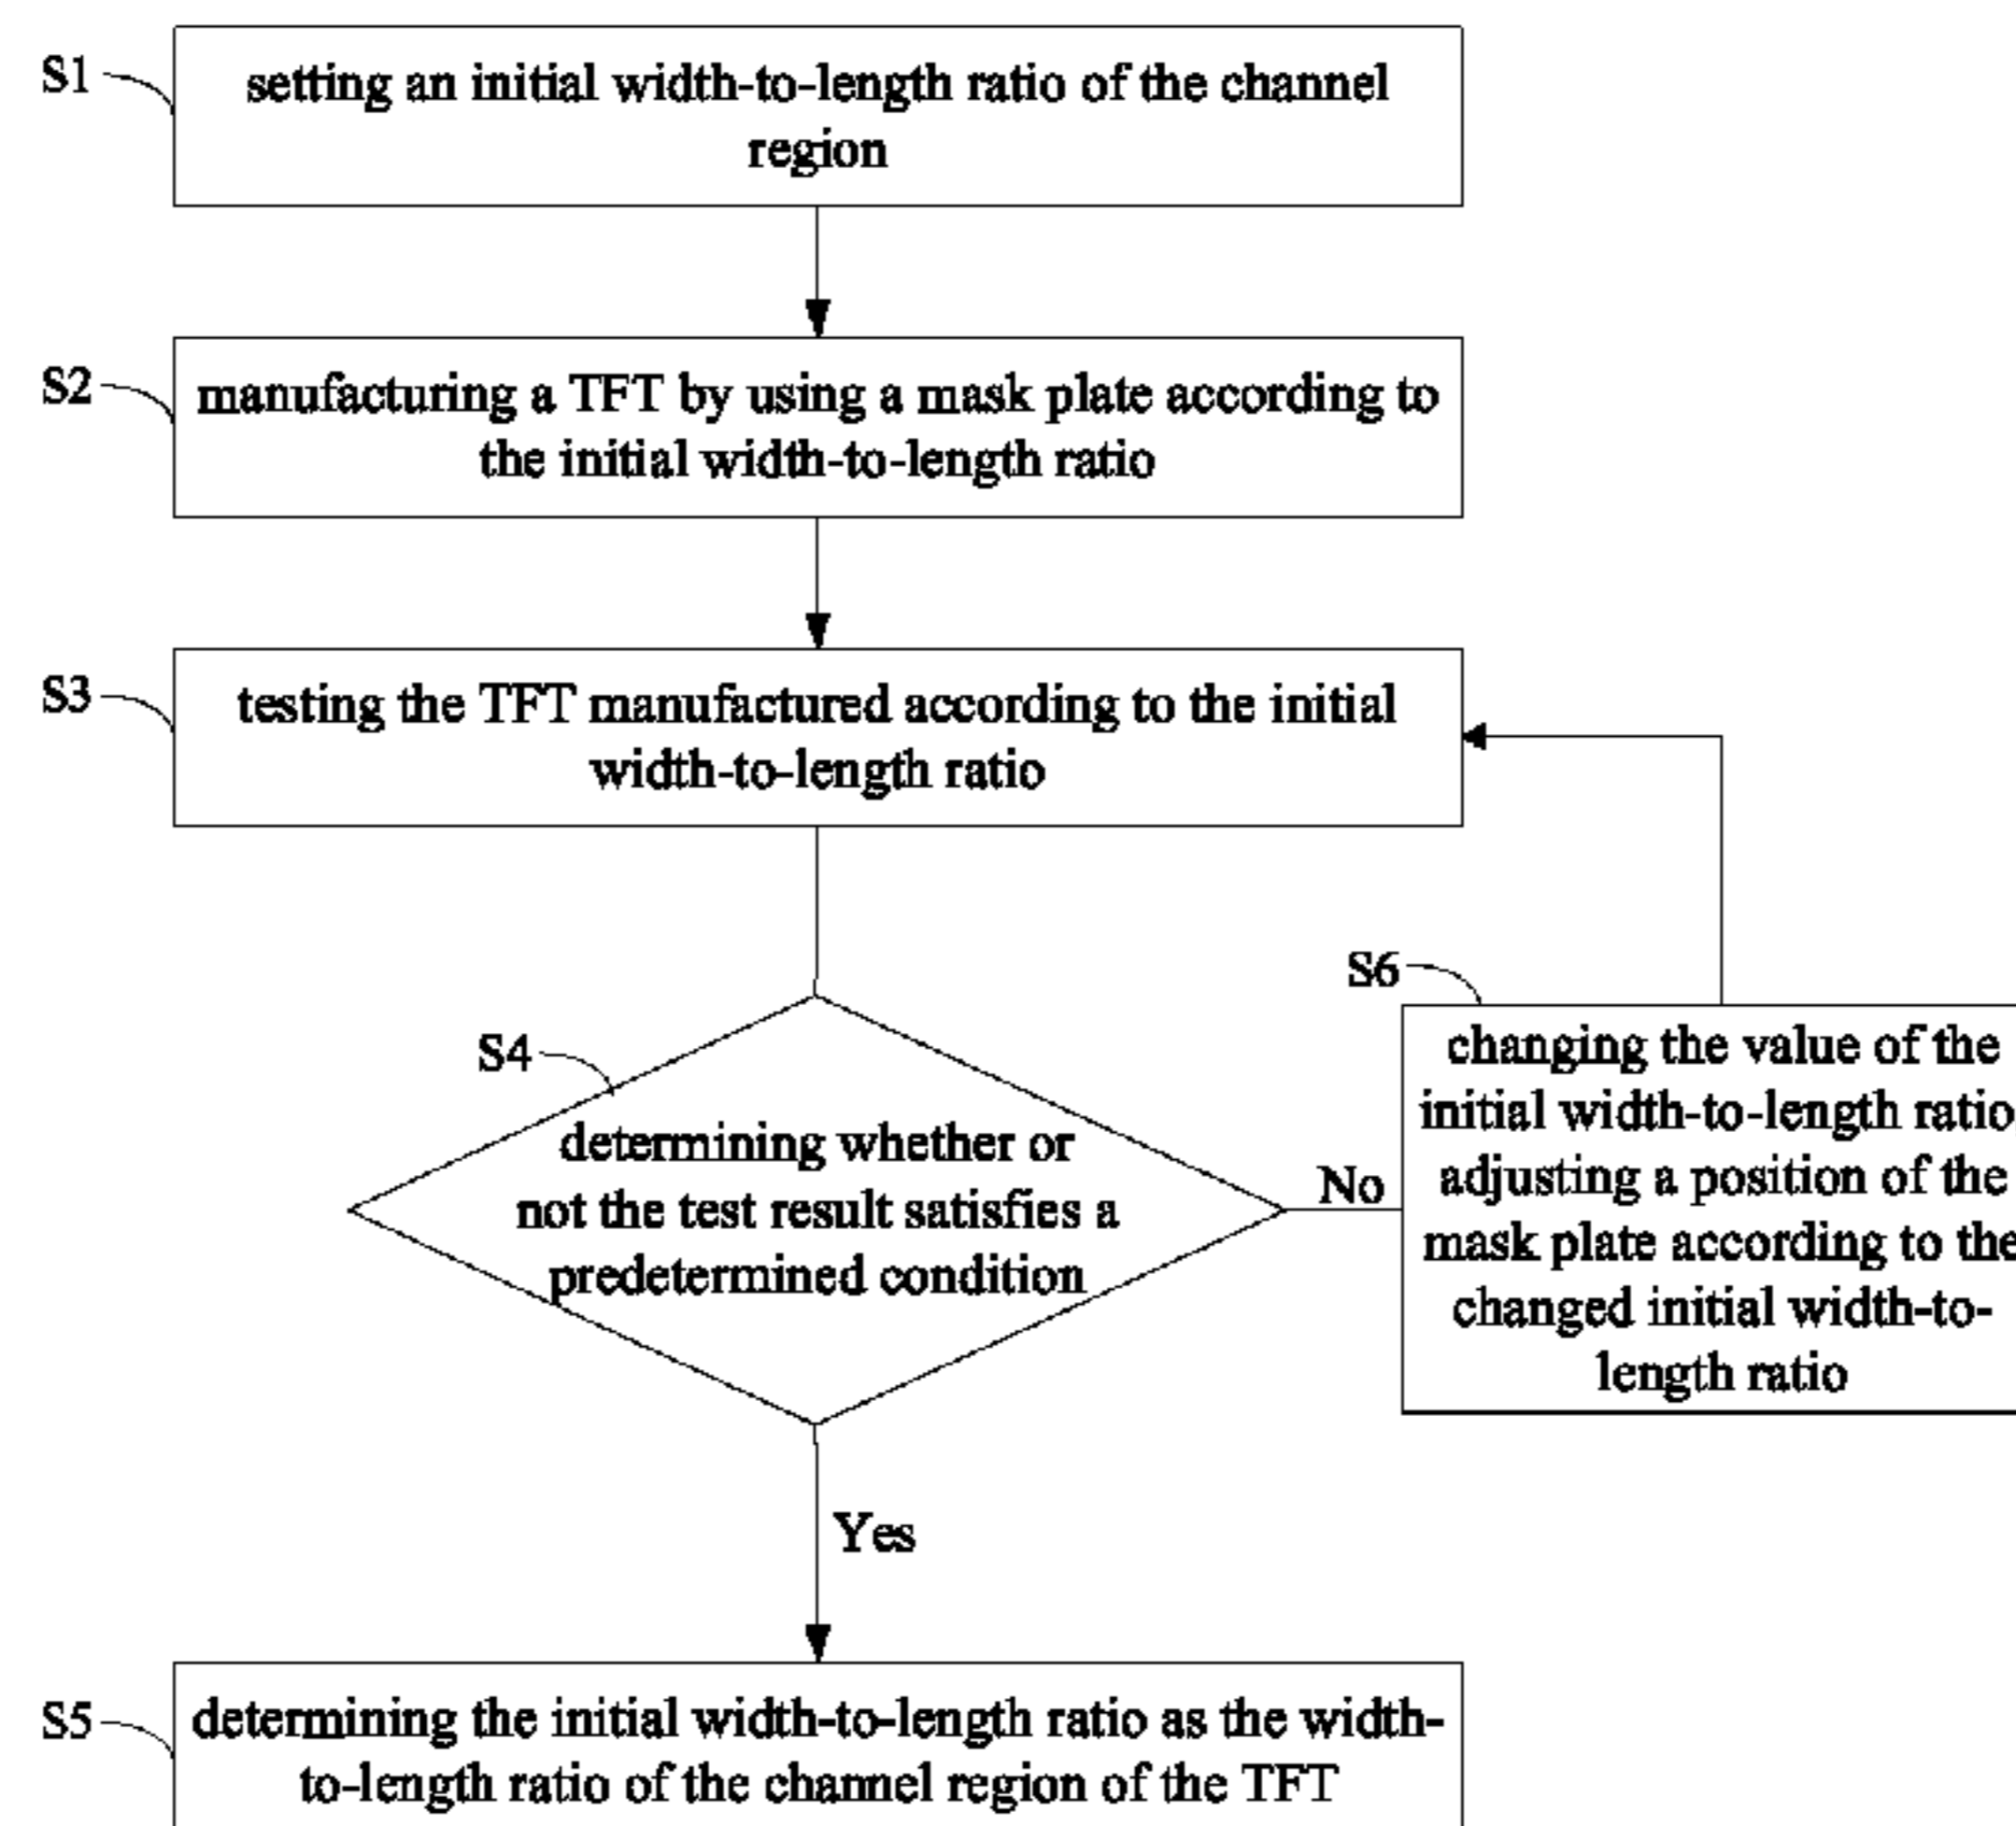 S1
setting an initial width-to-length ratio of the channel
region
S2
manufacturing a TFT by using a mask plate according to
the initial width-to-length ratio
S3
testing the TFT manufactured according to the initial
width-to-length ratio
S4
determining whether or
not the test result satisfies a
predetermined condition
No
S6
changing the value of the
initial width-to-length ratio
adjusting a position of the
mask plate according to the
changed initial width-to-
length ratio
Yes
S5
determining the initial width-to-length ratio as the width-
to-length ratio of the channel region of the TFT